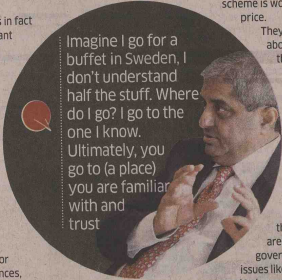 s in fact
ant
scheme is wo
price.
They
abo
th
Imagine I go for a
buffet in Sweden, I
don't understand
half the stuff. Where
do I go? I go to the
one I know.
Ultimately, you
go to (a place)
you are familiar
with and
trust
or
nces,
th
are
govern
issues lik